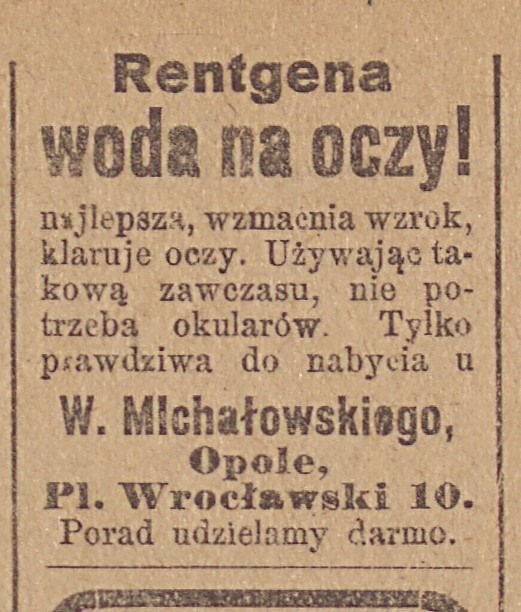 Rentgena
woda na oczy!
najlepsza, wzmacnia wzrok,
klaruje oczy. Używając ta-
kową zawczasu, nie po-
trzeba okularów. Tylko
prawdziwa do nabycia u
W. Michałowskiego,
Opole,
Pl. Wrocławski 10.
Porad udzielamy darmo.